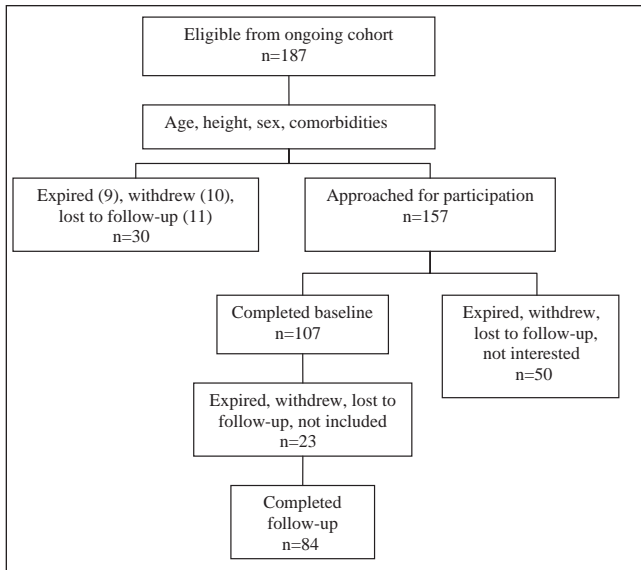 Eligible from ongoing cohort
n=187
Age, height, sex, comorbidities
Expired (9), withdrew (10),
lost to follow-up (11)
n=30
Approached for participation
n=157
Completed baseline
n=107
Expired, withdrew,
lost to follow-up,
not interested
n=50
Expired, withdrew, lost to
follow-up, not included
n=23
Completed
follow-up
n=84